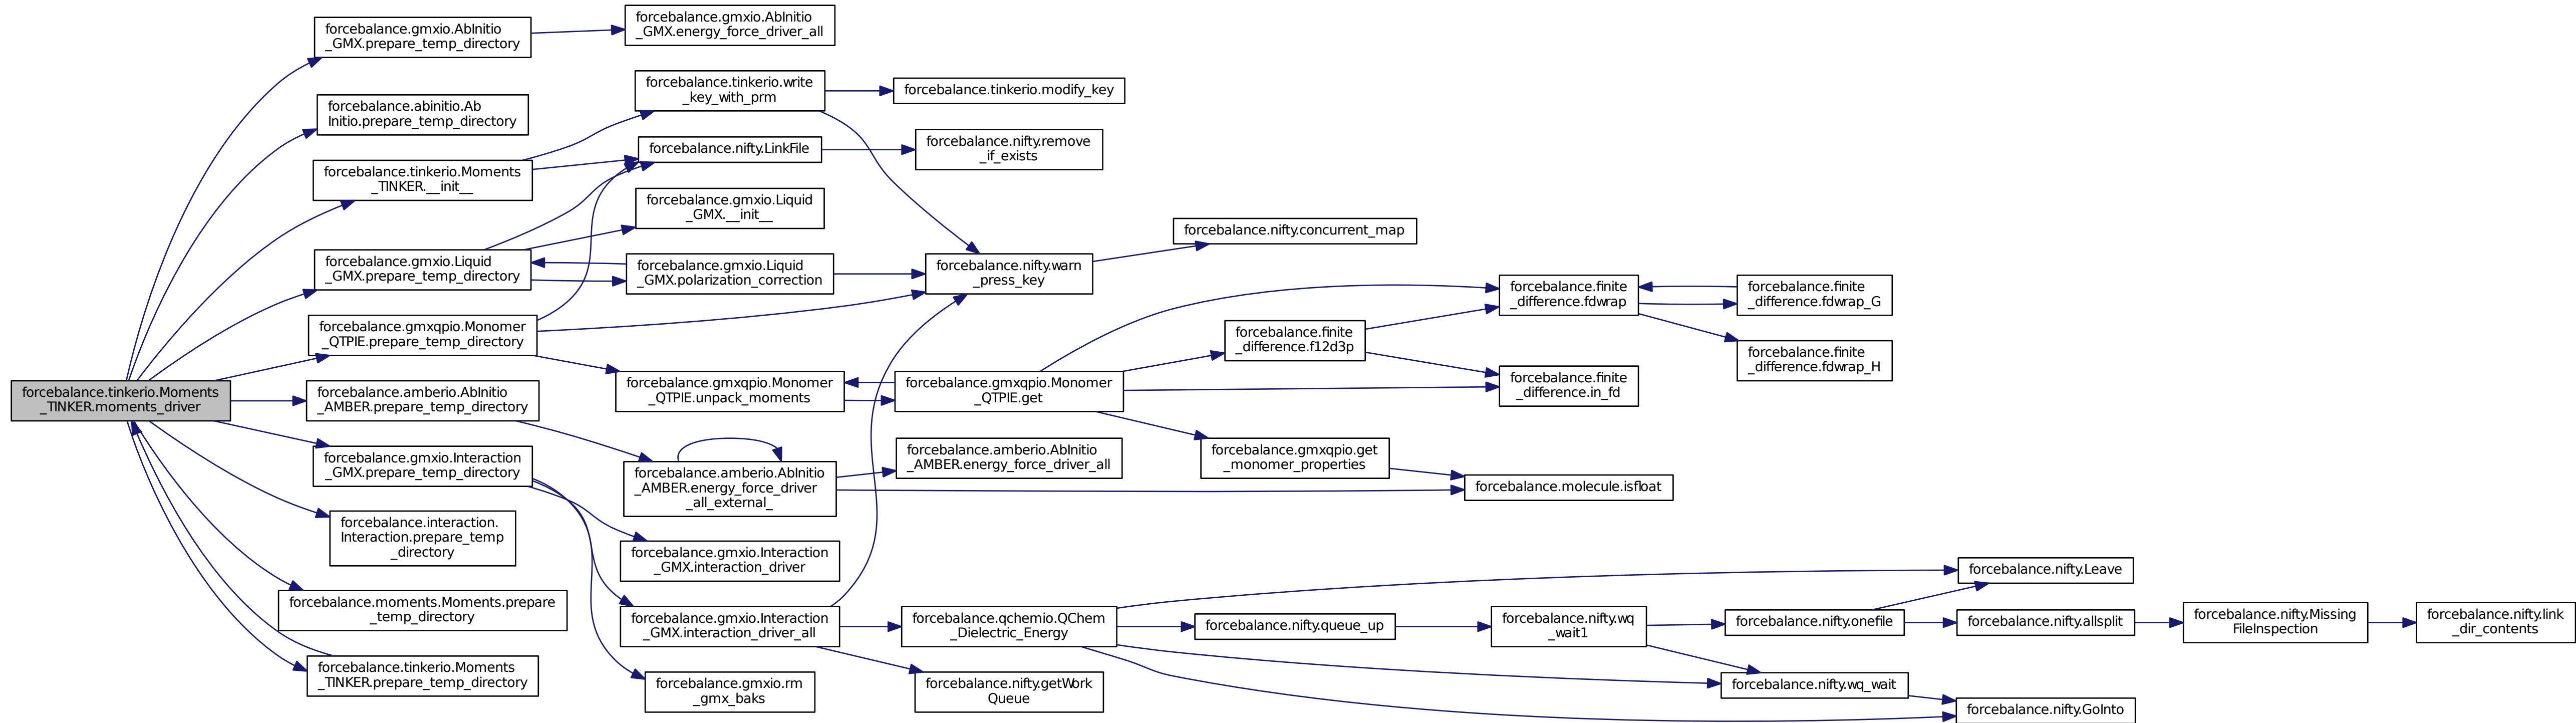 forcebalance.tinkerio.Moments
_TINKER.moments_driver
forcebalance.gmxio.AbInitio
_GMX.prepare_temp_directory
forcebalance.abinitio.Ab
Initio.prepare_temp_directory
forcebalance.tinkerio.Moments
_TINKER.__init__
forcebalance.gmxio.Liquid
_GMX.prepare_temp_directory
forcebalance.gmxqpio.Monomer
_QTPIE.prepare_temp_directory
forcebalance.amberio.AbInitio
_AMBER.prepare_temp_directory
forcebalance.gmxio.Interaction
_GMX.prepare_temp_directory
forcebalance.interaction.
Interaction.prepare_temp
_directory
forcebalance.moments.Moments.prepare
_temp_directory
forcebalance.tinkerio.Moments
_TINKER.prepare_temp_directory
forcebalance.gmxio.AbInitio
_GMX.energy_force_driver_all
forcebalance.tinkerio.write
_key_with_prm
forcebalance.nifty.LinkFile
forcebalance.gmxio.Liquid
_GMX.__init__
forcebalance.gmxio.Liquid
_GMX.polarization_correction
forcebalance.gmxqpio.Monomer
_QTPIE.unpack_moments
forcebalance.amberio.AbInitio
_AMBER.energy_force_driver
_all_external_
forcebalance.gmxio.Interaction
_GMX.interaction_driver
forcebalance.gmxio.Interaction
_GMX.interaction_driver_all
forcebalance.gmxio.rm
_gmx_baks
forcebalance.tinkerio.modify_key
forcebalance.nifty.remove
_if_exists
forcebalance.nifty.warn
_press_key
forcebalance.gmxqpio.Monomer
_QTPIE.get
forcebalance.amberio.AbInitio
_AMBER.energy_force_driver_all
forcebalance.qchemio.QChem
_Dielectric_Energy
forcebalance.nifty.getWork
Queue
forcebalance.nifty.concurrent_map
forcebalance.finite
_difference.f12d3p
forcebalance.gmxqpio.get
_monomer_properties
forcebalance.nifty.queue_up
forcebalance.finite
_difference.fdwrap
forcebalance.finite
_difference.in_fd
forcebalance.molecule.isfloat
forcebalance.nifty.wq
_wait1
forcebalance.finite
_difference.fdwrap_G
forcebalance.finite
_difference.fdwrap_H
forcebalance.nifty.onefile
forcebalance.nifty.wq_wait
forcebalance.nifty.Leave
forcebalance.nifty.allsplit
forcebalance.nifty.GoInto
forcebalance.nifty.Missing
FileInspection
forcebalance.nifty.link
_dir_contents